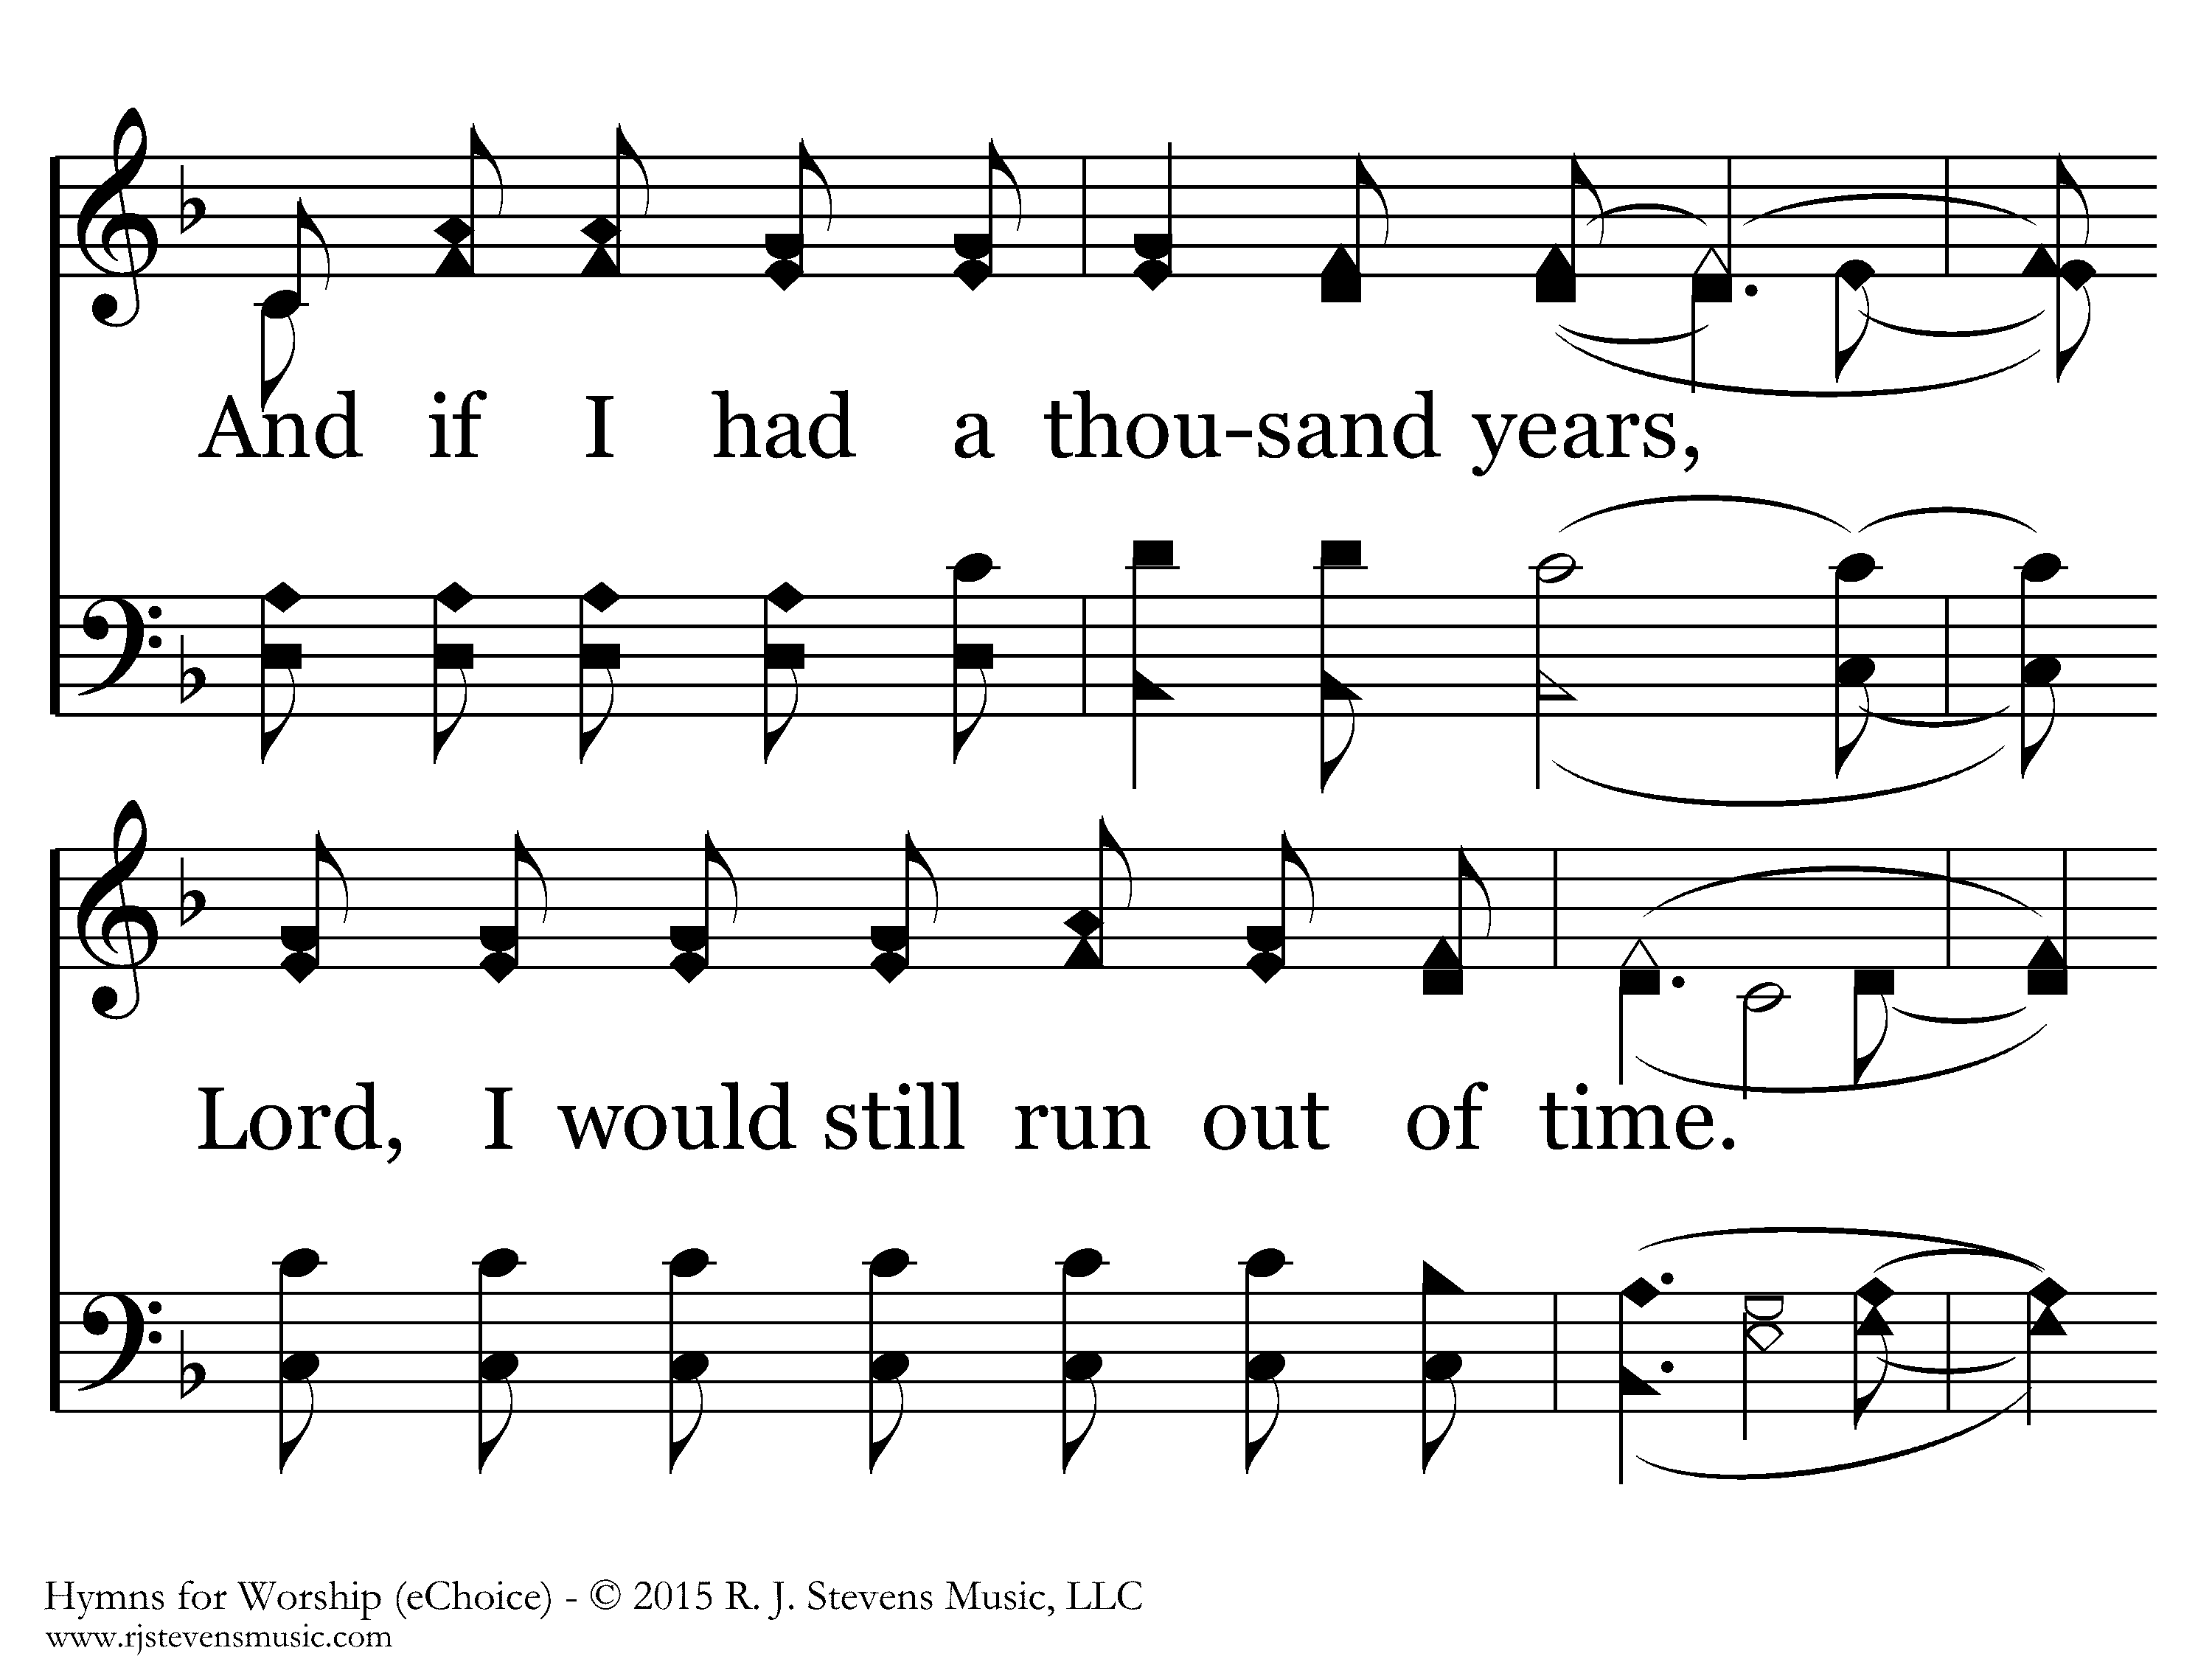 And if I had a thou-sand years,
Lord, I would still run out of time.
Hymns for Worship (eChoice) - © 2015 R. J. Stevens Music, LLC
www.rjstevensmusic.com